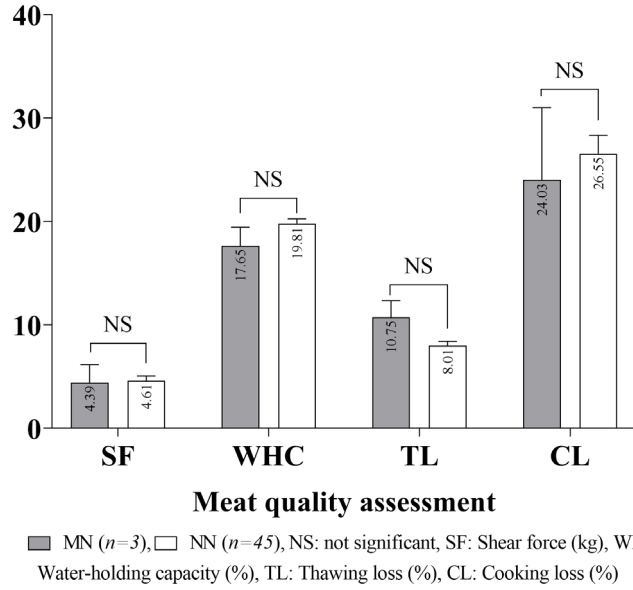 40
30
20
10
0
NS
NS
NS
NS
4.39
4.61
17.65
19.81
10.75
8.01
24.03
26.55
SF WHC TL CL
Meat quality assessment
MN (n=3), NN (n=45), NS: not significant, SF: Shear force (kg),
Water-holding capacity (%), TL: Thawing loss (%), CL: Cooking loss (%)